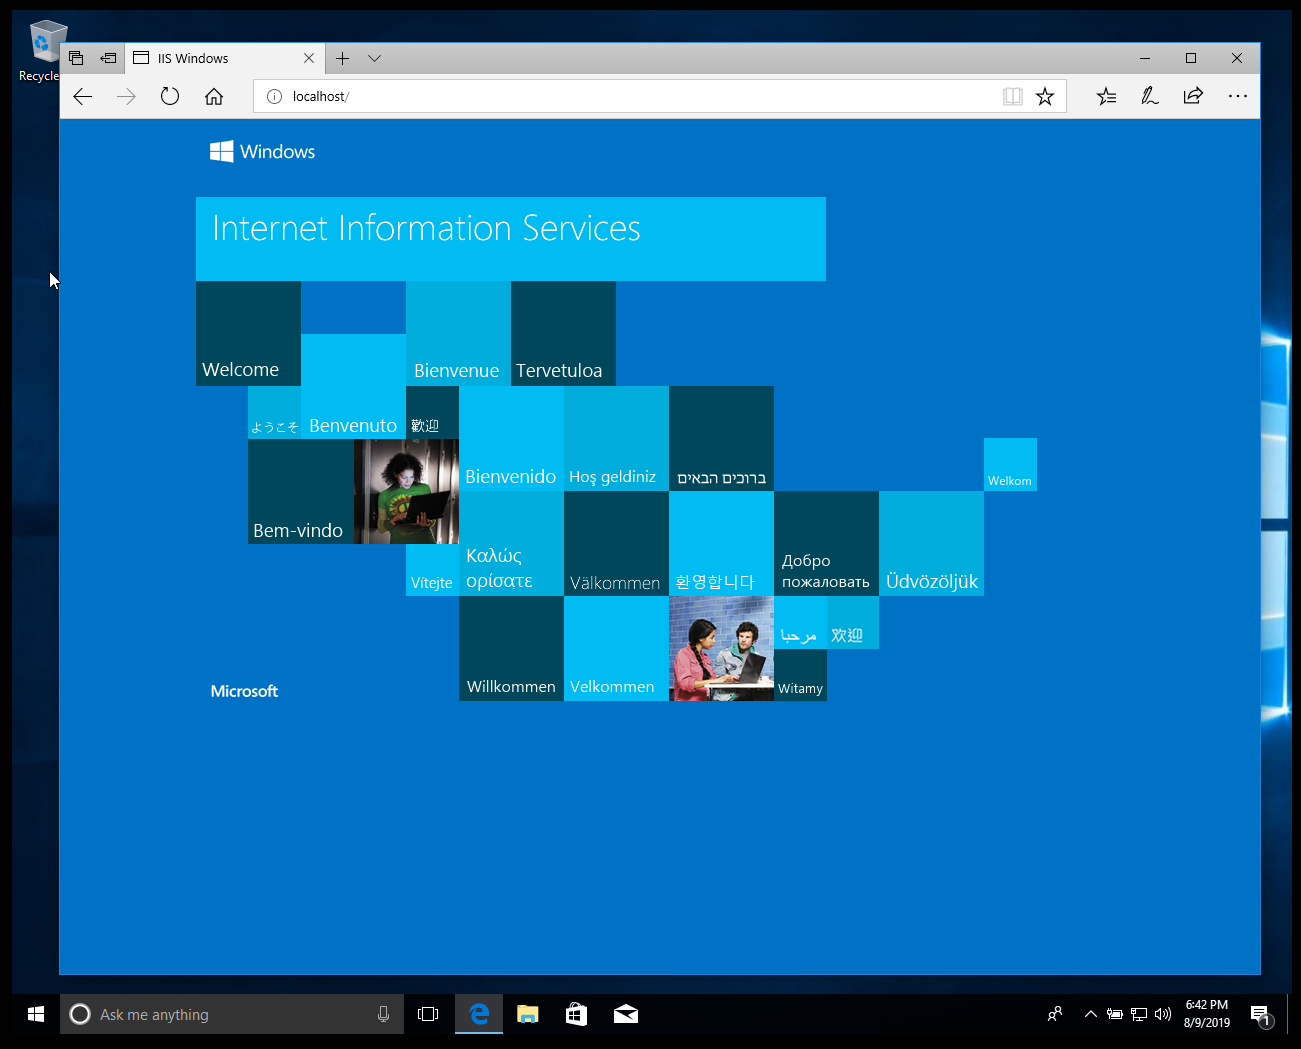 Recycle
IIS Windows
localhost/
Windows
Internet Information Services
Welcome
Bienvenue
Tervetuloa
ようこそ
Benvenuto
歡迎
Bienvenido
Hoş geldiniz
ברוכים הבאים
Welkom
Bem-vindo
Vítejte
Καλώς
ορίσατε
Välkommen
환영합니다
Добро
пожаловать
Üdvözöljük
مرحبا
欢迎
Willkommen
Velkommen
Witamy
Microsoft
Ask me anything
6:42 PM
8/9/2019
1